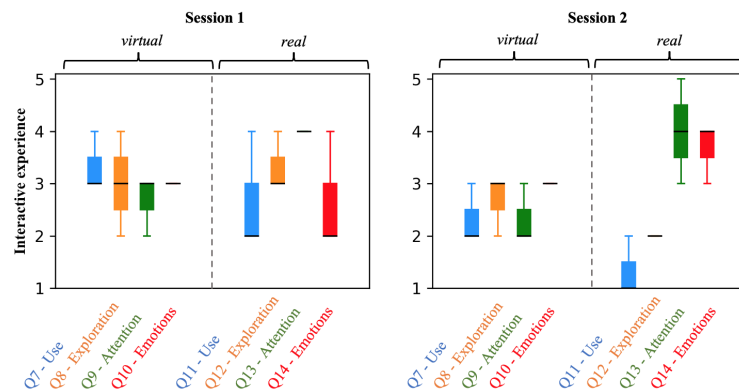 Session 1
virtual
real
Interactive experience
5
4
3
2
1
Q7 - Use
Q8 - Exploration
Q9 - Attention
Q10 - Emotions
Q11 - Use
Q12 - Exploration
Q13 - Attention
Q14 - Emotions
Session 2
virtual
real
5
4
3
2
1
Q7 - Use
Q8 - Exploration
Q9 - Attention
Q10 - Emotions
Q11 - Use
Q12 - Exploration
Q13 - Attention
Q14 - Emotions